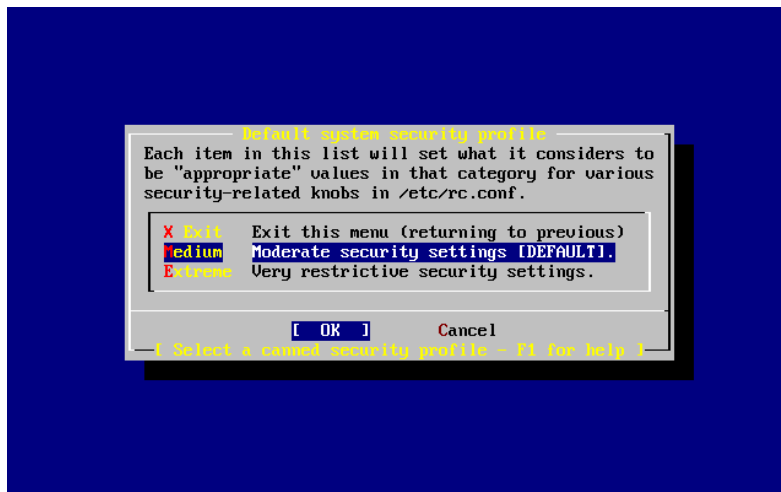 Default system security profile
Each item in this list will set what it considers to
be "appropriate" values in that category for various
security-related knobs in /etc/rc.conf.
X Exit Exit this menu (returning to previous)
Medium Moderate security settings [DEFAULT].
Extreme Very restrictive security settings.
[ OK ] Cancel
[ Select a canned security profile - F1 for help ]